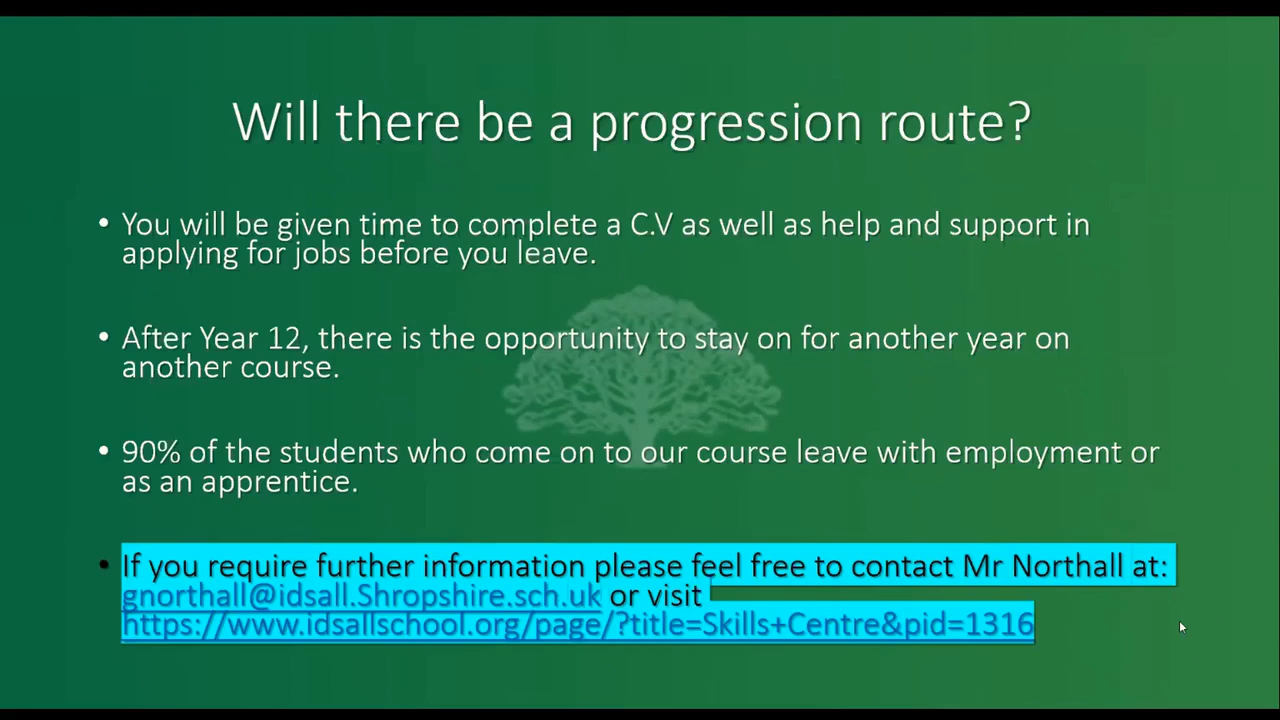 Will there be a progression route?
• You will be given time to complete a C.V as well as help and support in
applying for jobs before you leave.
• After Year 12, there is the opportunity to stay on for another year on
another course.
• 90% of the students who come on to our course leave with employment or
as an apprentice.
• If you require further information please feel free to contact Mr Northall at:
gnorthall@idsall.Shropshire.sch.uk or visit
https://www.idsallschool.org/page/?title=Skills+Centre&pid=1316